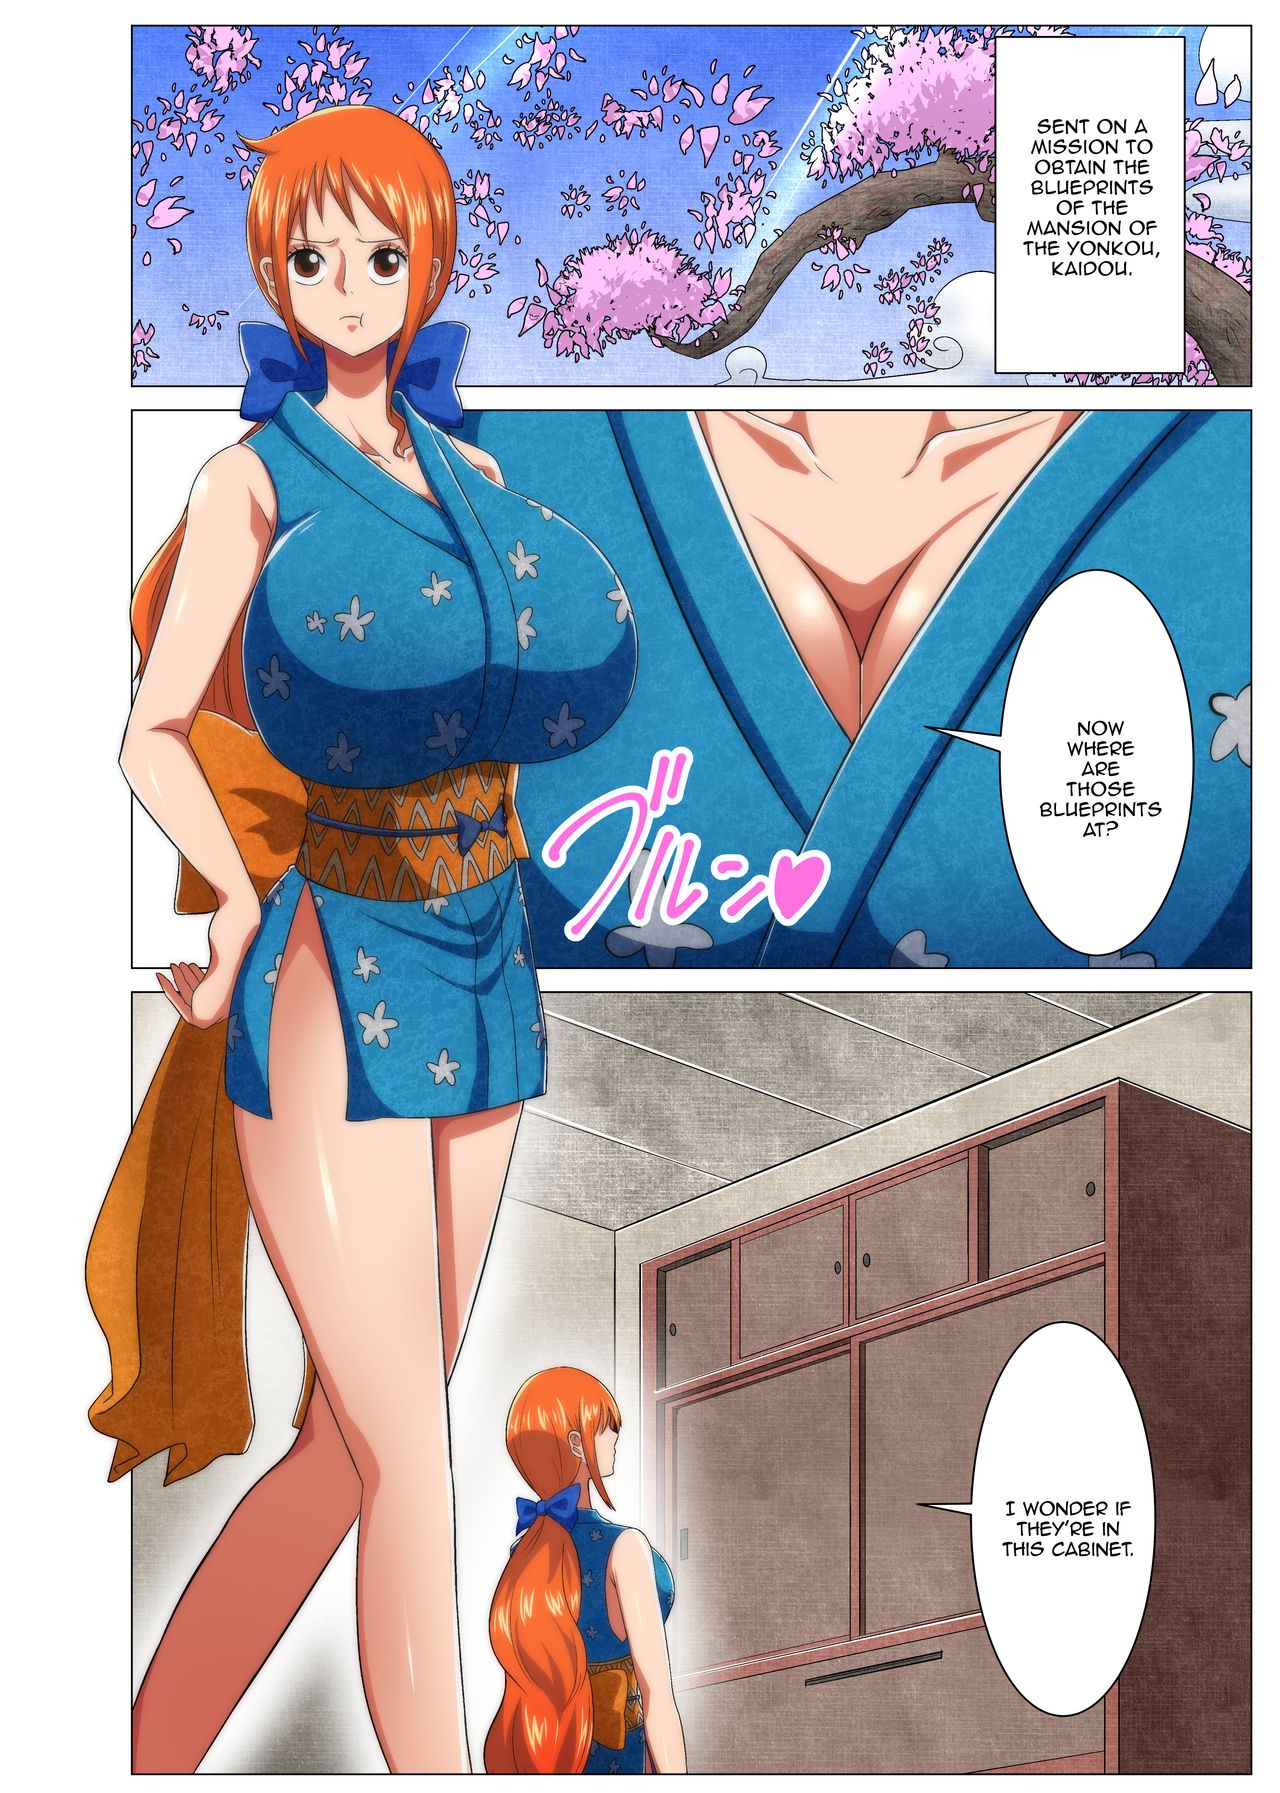 SENT ON A
MISSION TO
OBTAIN THE
BLUEPRINTS
OF THE
MANSION OF
THE YONKOU,
KAIDOU.
NOW
WHERE
ARE
THOSE
BLUEPRINTS
AT?
ブルン♥
I WONDER IF
THEY'RE IN
THIS CABINET.